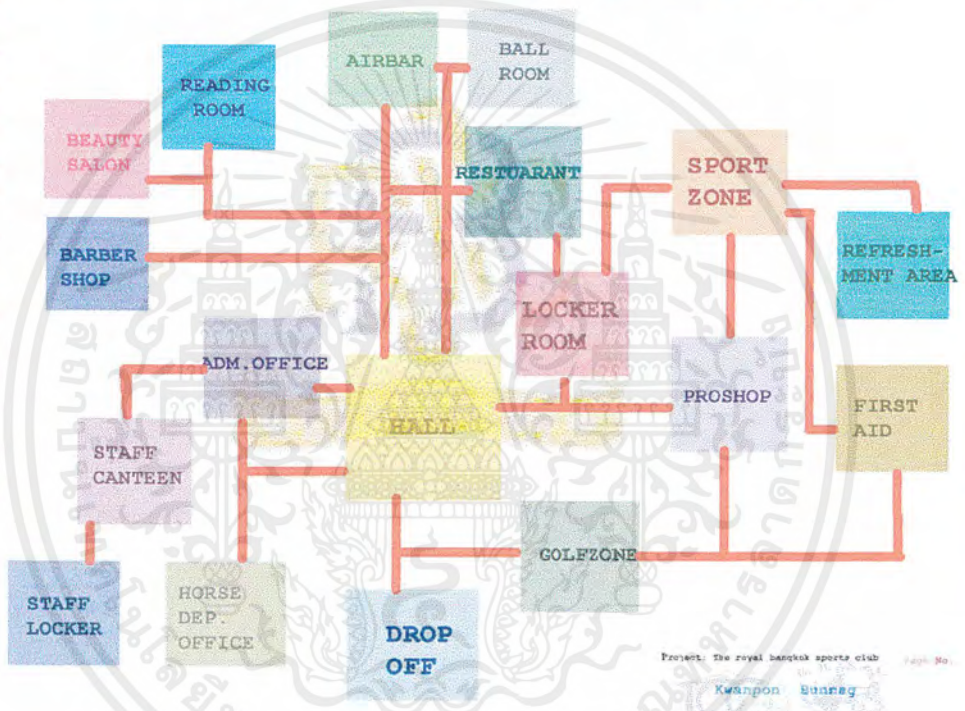 AIRBAR
BALL
ROOM
READING
ROOM
BEAUTY
SALON
RESTUARANT
SPORT
ZONE
BARBER
SHOP
REFRESH-
MENT AREA
LOCKER
ROOM
ADM.OFFICE
PROSHOP
HALL
FIRST
AID
STAFF
CANTEEN
GOLFZONE
STAFF
LOCKER
HORSE
DEP.
OFFICE
DROP
OFF
Project: The royal bangkok sports club
Page No.
Kwanpon Bunnag